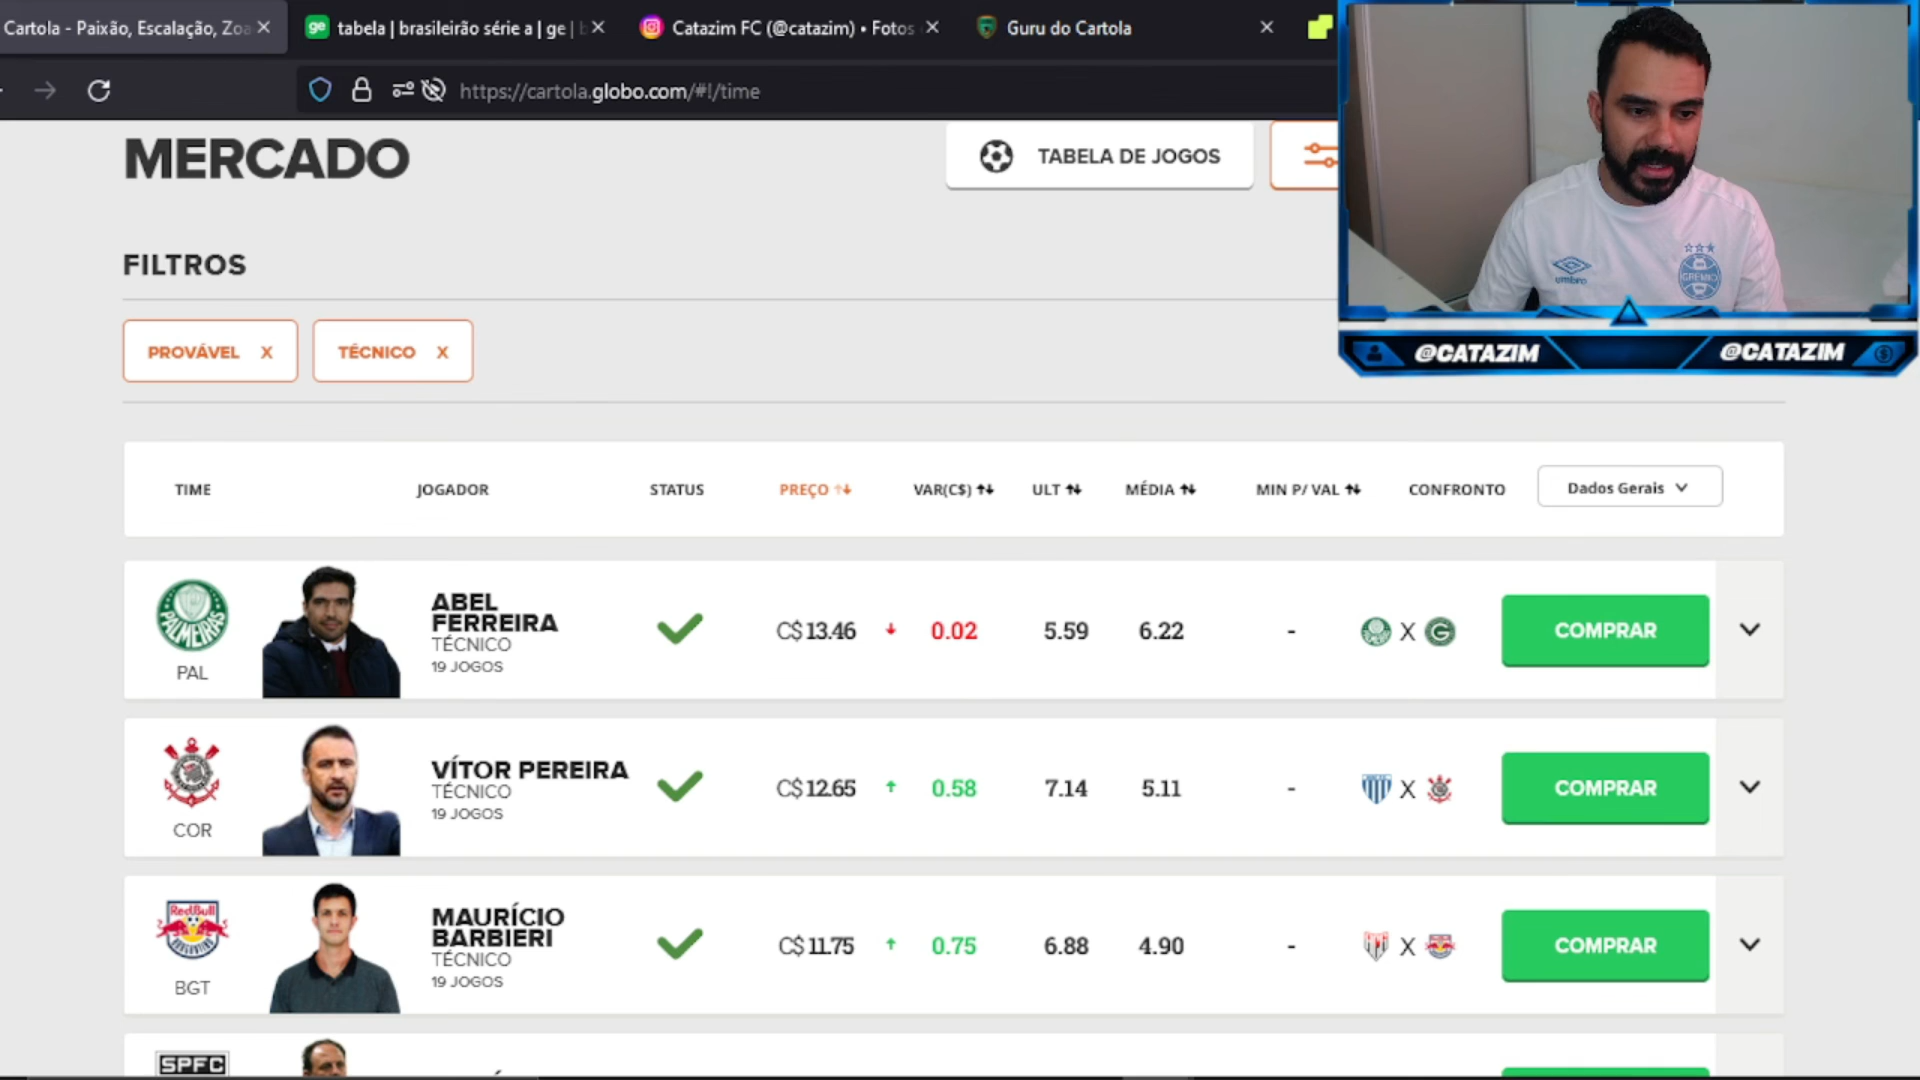 Cartola - Paixão, Escalação, Zoa
tabela | brasileirão série a | ge | b
Catazim FC (@catazim) • Fotos
Guru do Cartola
https://cartola.globo.com/#!/time
MERCADO
TABELA DE JOGOS
umbro
GRÊMIO
@CATAZIM
@CATAZIM
FILTROS
PROVÁVEL X
TÉCNICO X
TIME JOGADOR STATUS PREÇO VAR(C$) ULT MÉDIA MIN P/ VAL CONFRONTO Dados Gerais
PALMEIRAS
PAL
ABEL
FERREIRA
TÉCNICO
19 JOGOS
C$ 13.46 0.02 5.59 6.22 - X COMPRAR
COR
VÍTOR PEREIRA
TÉCNICO
19 JOGOS
C$ 12.65 0.58 7.14 5.11 - X COMPRAR
RedBull
BGT
MAURÍCIO
BARBIERI
TÉCNICO
19 JOGOS
C$ 11.75 0.75 6.88 4.90 - X COMPRAR
SPFC